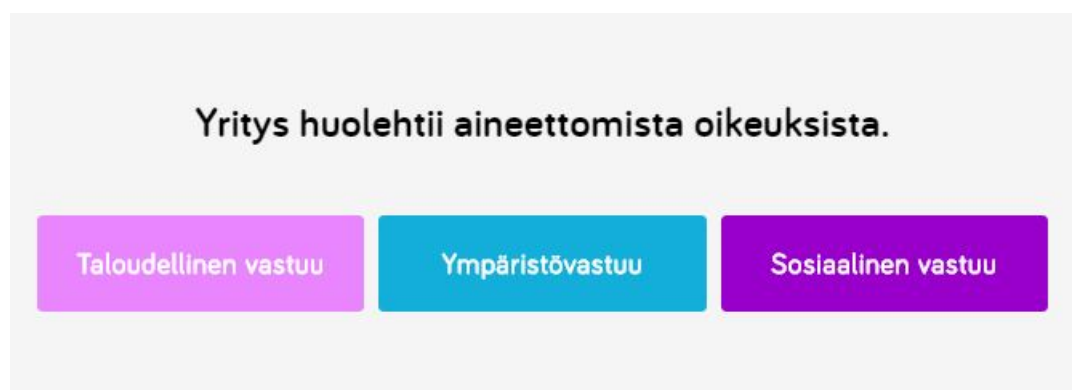 Yritys huolehtii aineettomista oikeuksista.
Taloudellinen vastuu
Ympäristövastuu
Sosiaalinen vastuu